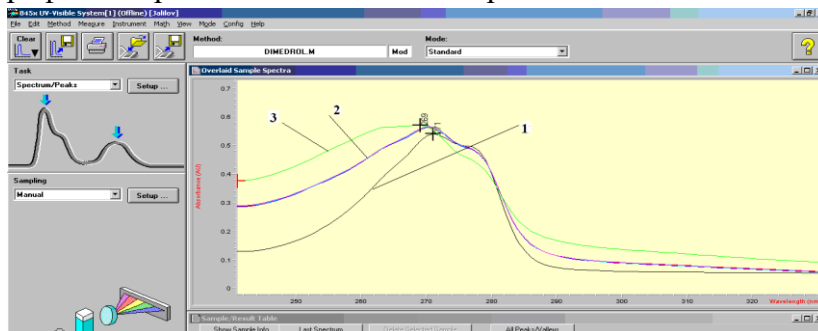 845x UV-Visible System[1] (Offline) [Jalilov]
File Edit Method Measure Instrument Math View Mode Config Help
Clear
Method:
DIMEDROL.M
Mod
Mode:
Standard
Task
Spectrum/Peaks
Setup ...
Sampling
Manual
Setup ...
Overlaid Sample Spectra
Absorbance (AU)
0.7
0.6
0.5
0.4
0.3
0.2
0.1
0
3
2
1
269
250
260
270
280
290
300
310
320
Wavelength (nm
Sample/Result Table
Show Sample Info
Last Spectrum
Delete Selected Sample
All Peaks/Valleys